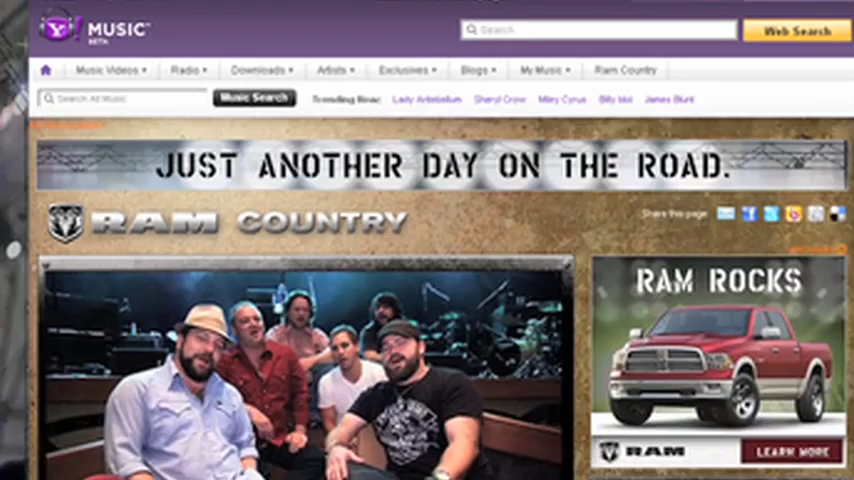 Y! MUSIC
BETA
Search
Web Search
Music Videos Radio Downloads Artists Exclusives Blogs My Music Ram Country
Search All Music Music Search Trending Now: Lady Antebellum Sheryl Crow Miley Cyrus Billy Idol James Blunt
JUST ANOTHER DAY ON THE ROAD.
RAM COUNTRY
Share this page:
RAM ROCKS
RAM
LEARN MORE